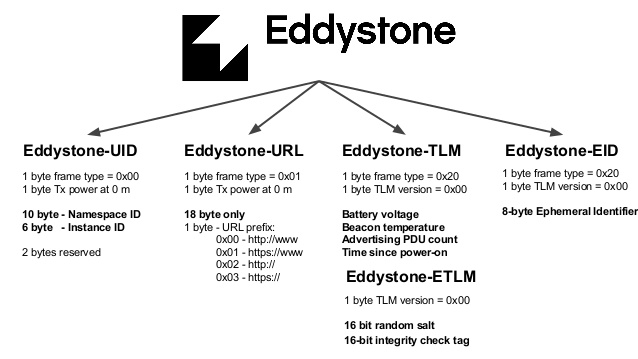 Eddystone
Eddystone-UID
1 byte frame type = 0x00
1 byte Tx power at 0 m
10 byte - Namespace ID
6 byte - Instance ID
2 bytes reserved
Eddystone-URL
1 byte frame type = 0x01
1 byte Tx power at 0 m
18 byte only
1 byte - URL prefix:
0x00 - http://www
0x01 - https://www
0x02 - http://
0x03 - https://
Eddystone-TLM
1 byte frame type = 0x20
1 byte TLM version = 0x00
Battery voltage
Beacon temperature
Advertising PDU count
Time since power-on
Eddystone-ETLM
1 byte TLM version = 0x00
16 bit random salt
16-bit integrity check tag
Eddystone-EID
1 byte frame type = 0x20
1 byte TLM version = 0x00
8-byte Ephemeral Identifier